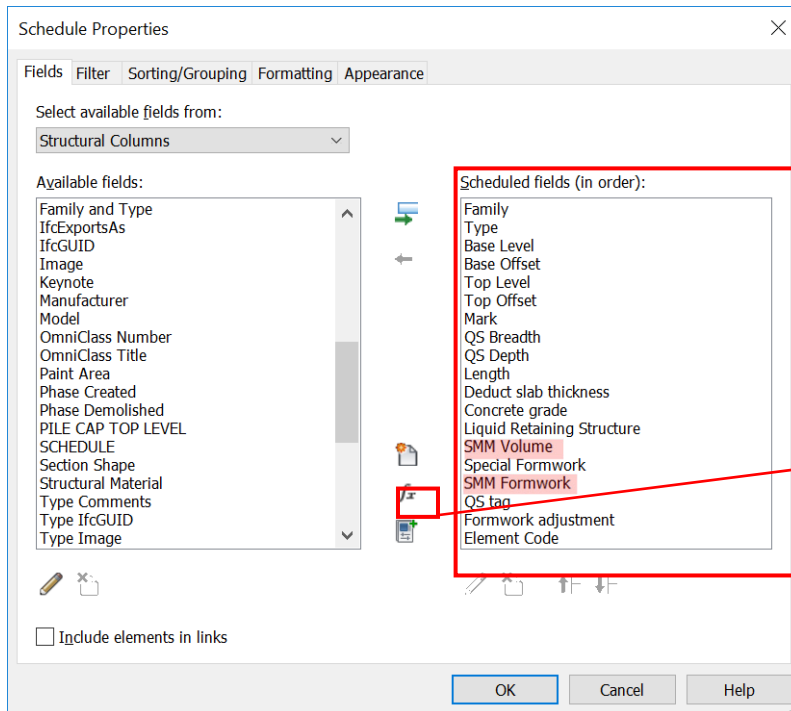 Schedule Properties
Fields Filter Sorting/Grouping Formatting Appearance
Select available fields from:
Structural Columns
Available fields:
Family and Type
IfcExportsAs
IfcGUID
Image
Keynote
Manufacturer
Model
OmniClass Number
OmniClass Title
Paint Area
Phase Created
Phase Demolished
PILE CAP TOP LEVEL
SCHEDULE
Section Shape
Structural Material
Type Comments
Type IfcGUID
Type Image
fx
Scheduled fields (in order):
Family
Type
Base Level
Base Offset
Top Level
Top Offset
Mark
QS Breadth
QS Depth
Length
Deduct slab thickness
Concrete grade
Liquid Retaining Structure
SMM Volume
Special Formwork
SMM Formwork
QS tag
Formwork adjustment
Element Code
Include elements in links
OK Cancel Help